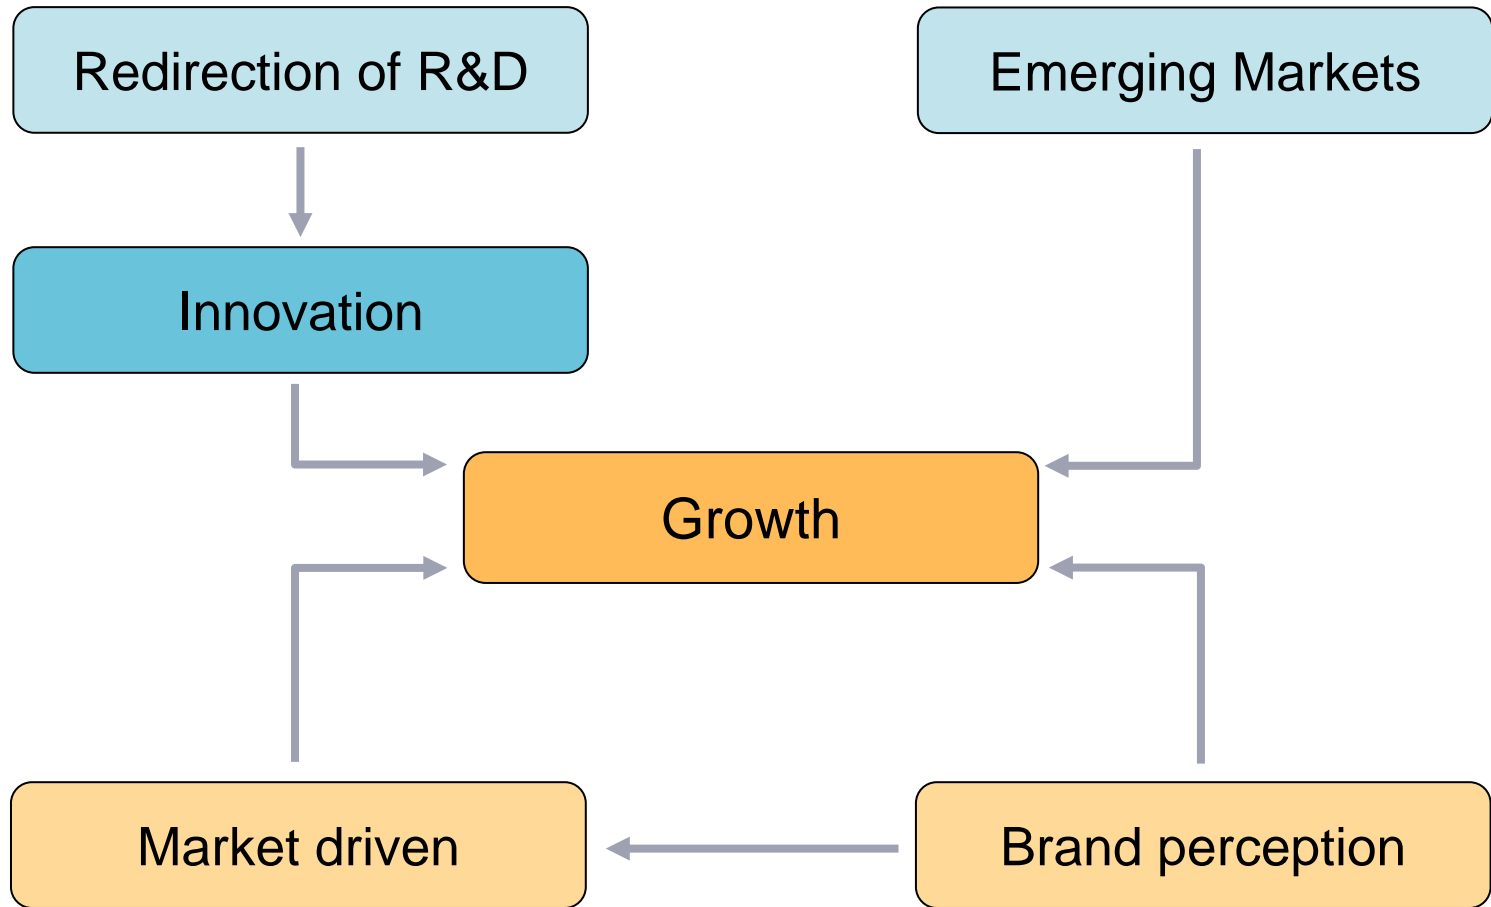 Redirection of R&D
Emerging Markets
Innovation
Growth
Market driven
Brand perception